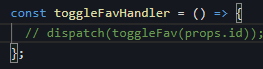 const toggleFavHandler = () => {
// dispatch(toggleFav(props.id));
};